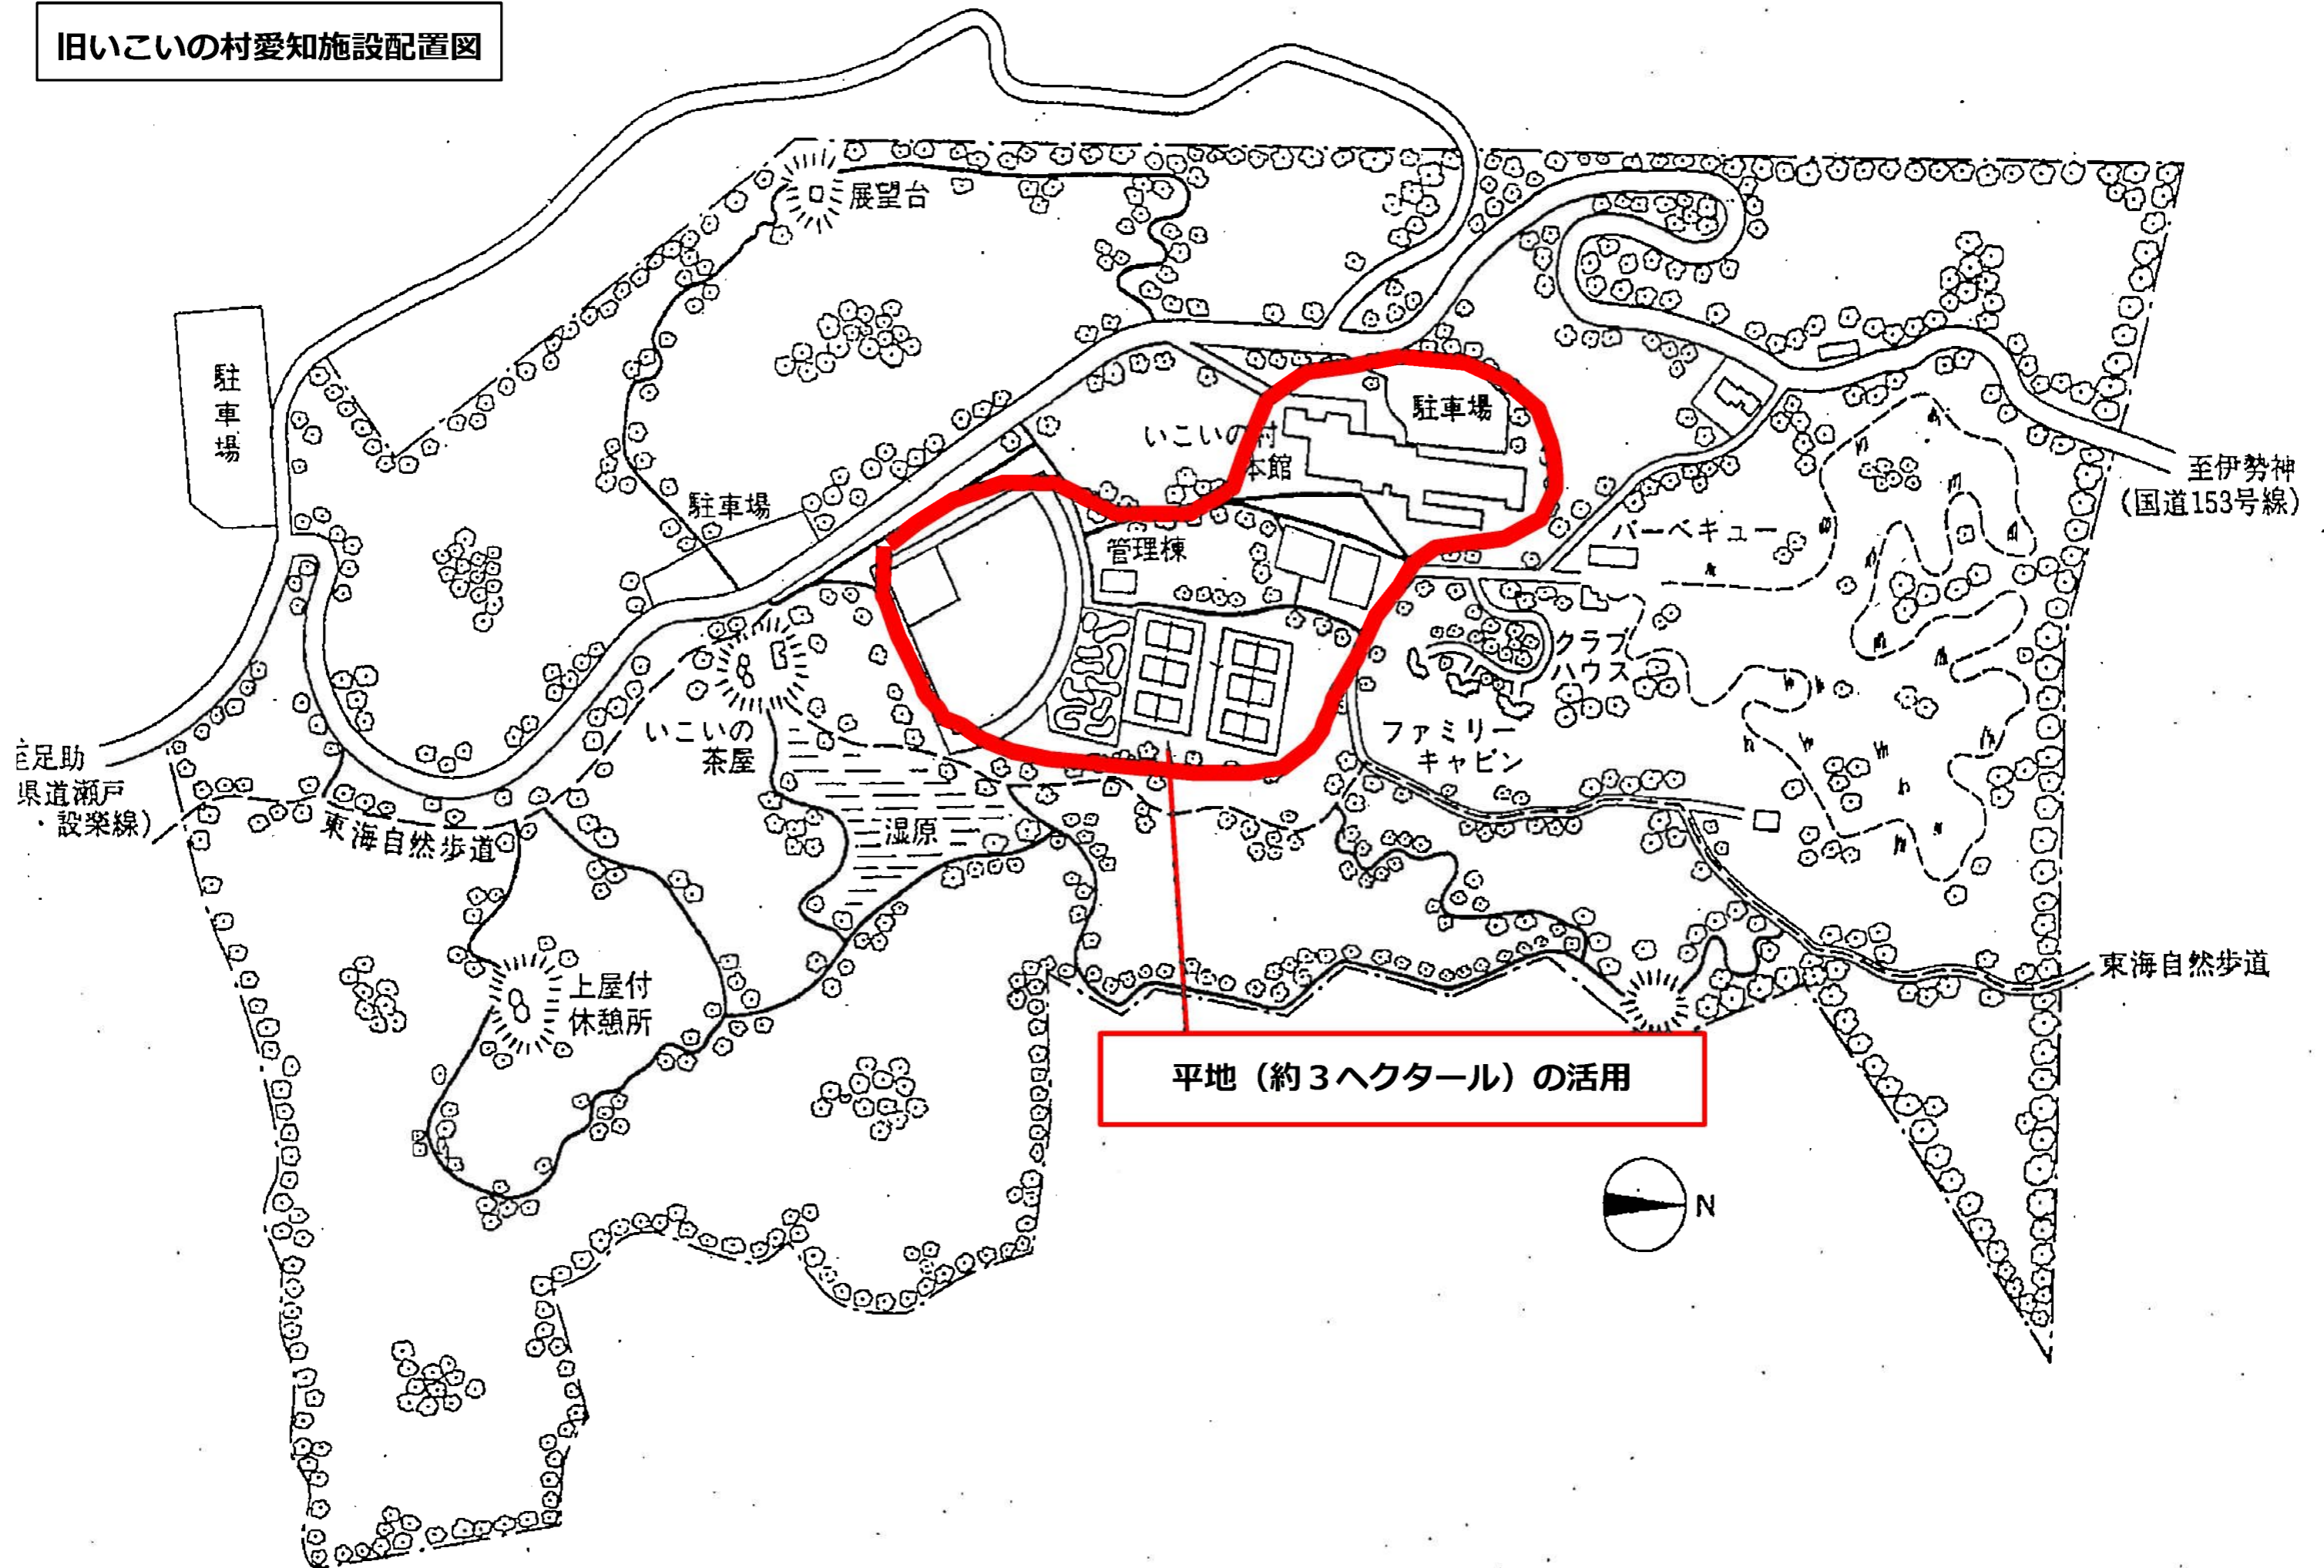 旧いこいの村愛知施設配置図
展望台
駐車場
駐車場
いこいの村
本館
駐車場
至伊勢神
(国道153号線)
バーベキュー
管理棟
クラブ
ハウス
ファミリー
キャビン
いこいの
茶屋
至足助
県道瀬戸
・設楽線)
東海自然歩道
湿原
上屋付
休憩所
東海自然歩道
平地（約３ヘクタール）の活用
N